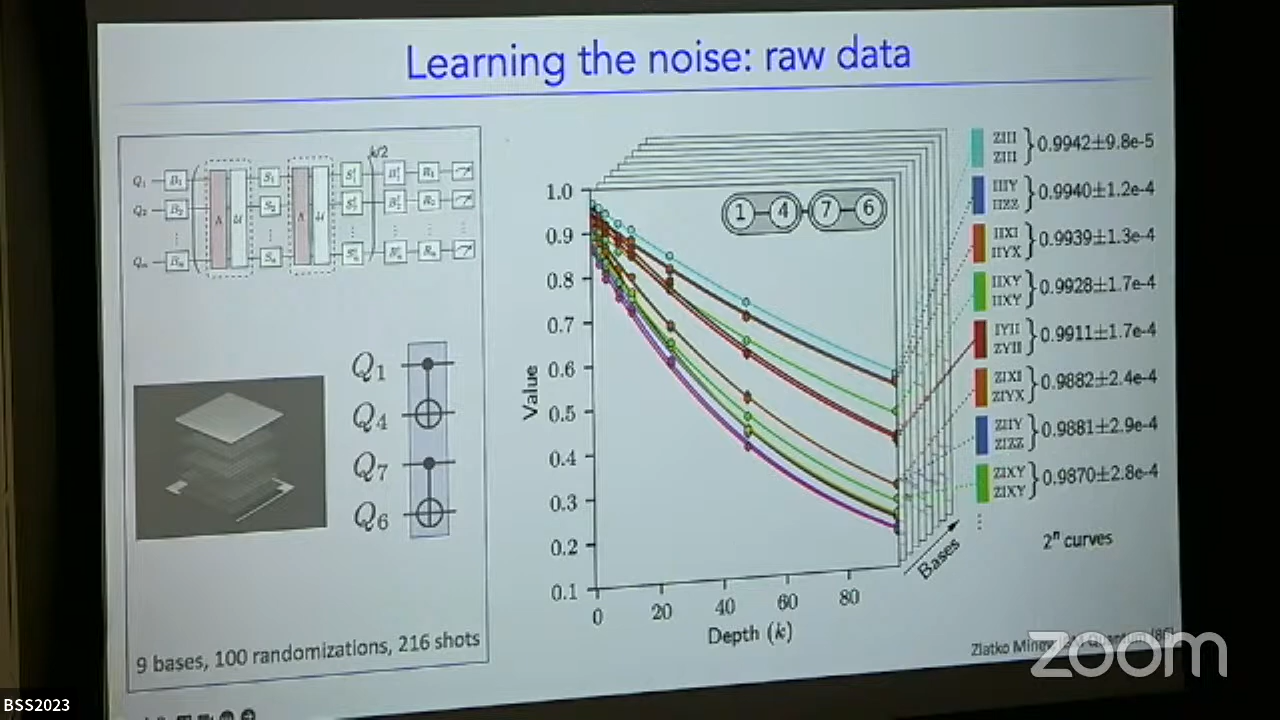 Learning the noise: raw data
k/2
Q₁ B₁ S₁ S₁† B₁† R₁
Λ U Λ U
Q₂ B₂ S₂
Qₙ Bₙ Sₙ
Q₁
Q₄
Q₇
Q₆
9 bases, 100 randomizations, 216 shots
1 4 7 6
1.0
0.9
0.8
0.7
0.6
0.5
0.4
0.3
0.2
0.1
Value
0 20 40 60 80
Depth (k)
Bases
ZIII
ZIII } 0.9942±9.8e-5
IIIY
IIZZ } 0.9940±1.2e-4
IIXI
IIYX } 0.9939±1.3e-4
IIXY
IIXY } 0.9928±1.7e-4
IYII
ZYII } 0.9911±1.7e-4
ZIXI
ZIYX } 0.9882±2.4e-4
ZIIY
ZIZZ } 0.9881±2.9e-4
ZIXY
ZIXY } 0.9870±2.8e-4
⋮
2ⁿ curves
Zlatko
zoom
BSS2023